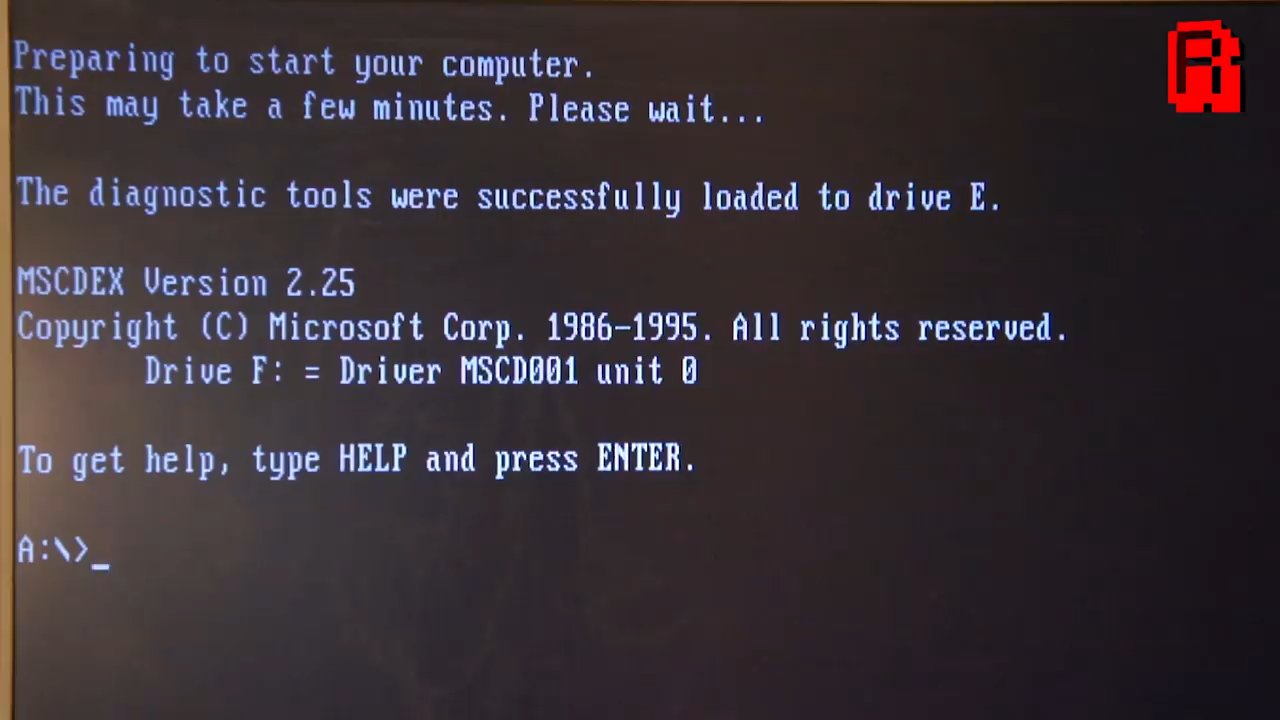 Preparing to start your computer.
This may take a few minutes. Please wait...
The diagnostic tools were successfully loaded to drive E.
MSCDEX Version 2.25
Copyright (C) Microsoft Corp. 1986-1995. All rights reserved.
Drive F: = Driver MSCD001 unit 0
To get help, type HELP and press ENTER.
A:\>_